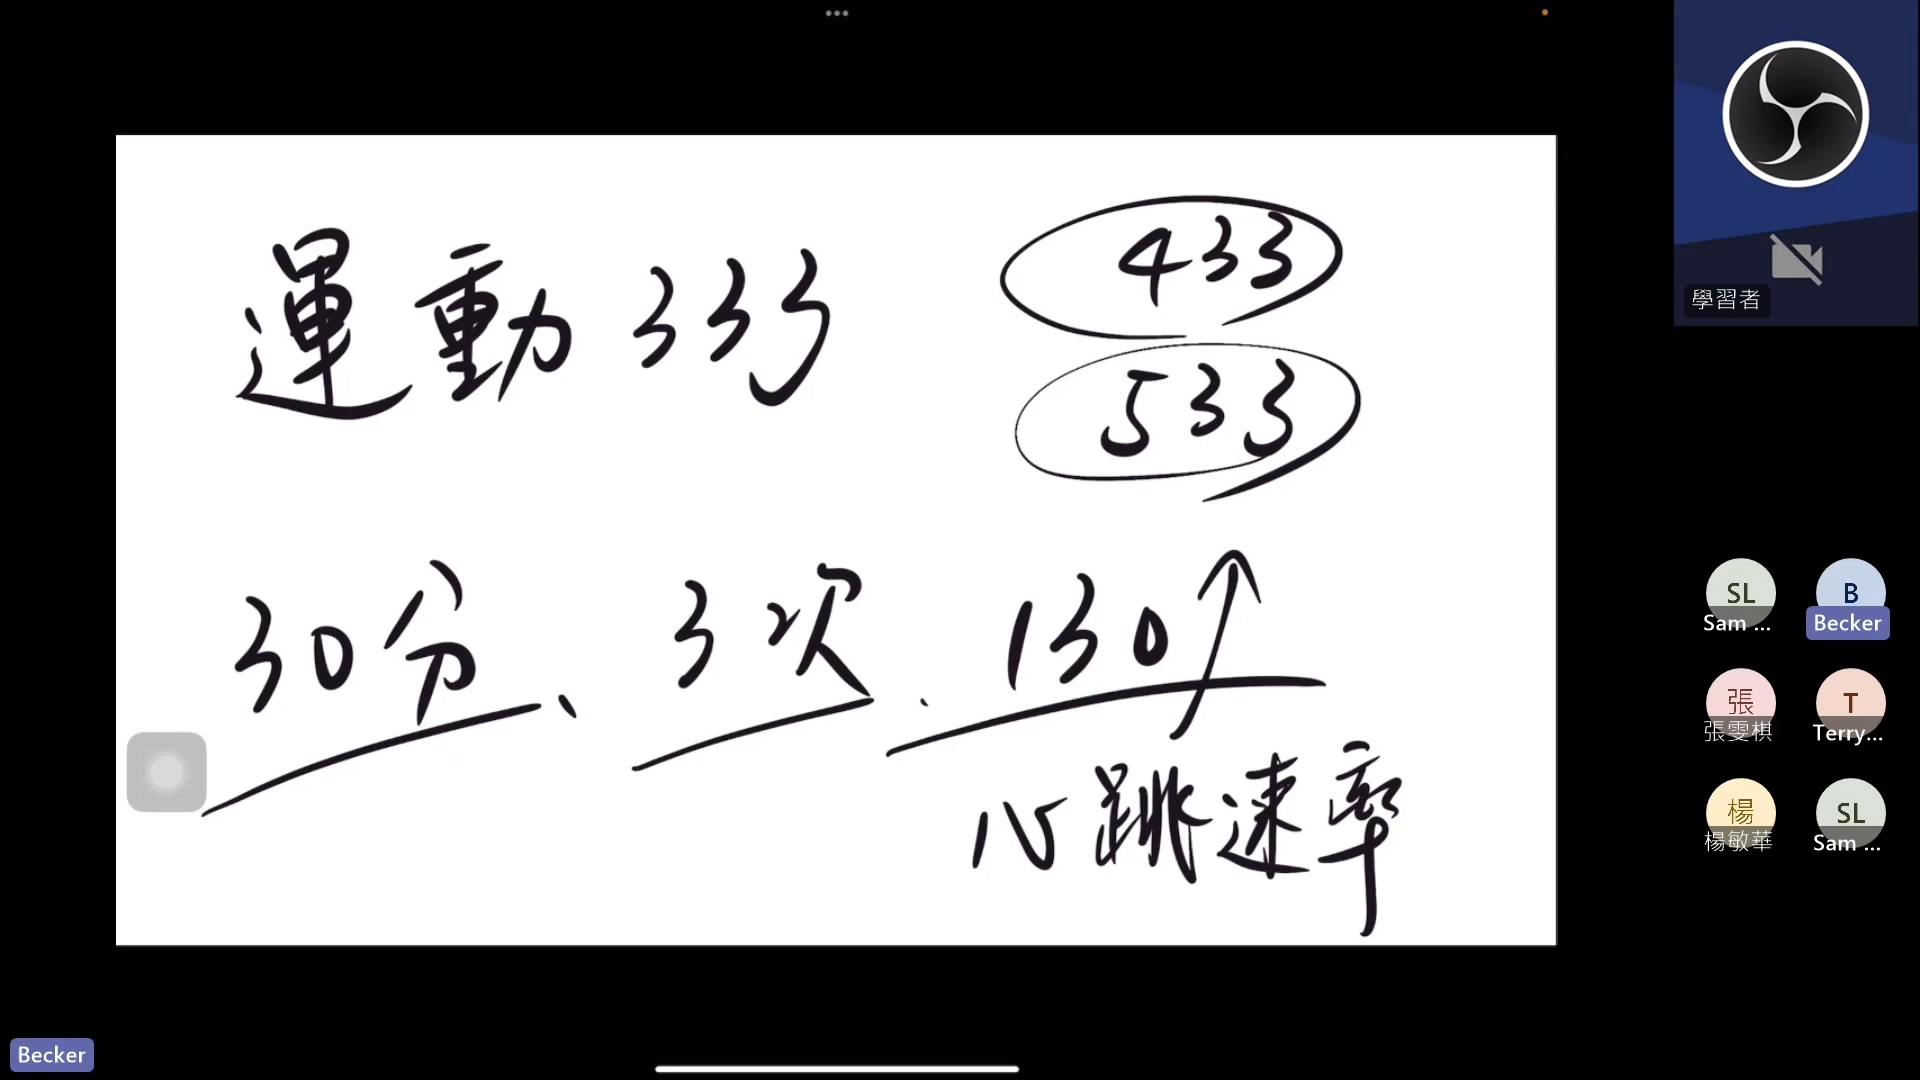 運動333
433
533
30分、3次、130↑
心跳速率
學習者
SL
Sam ...
B
Becker
張
張雯棋
T
Terry...
楊
楊敏華
SL
Sam ...
Becker